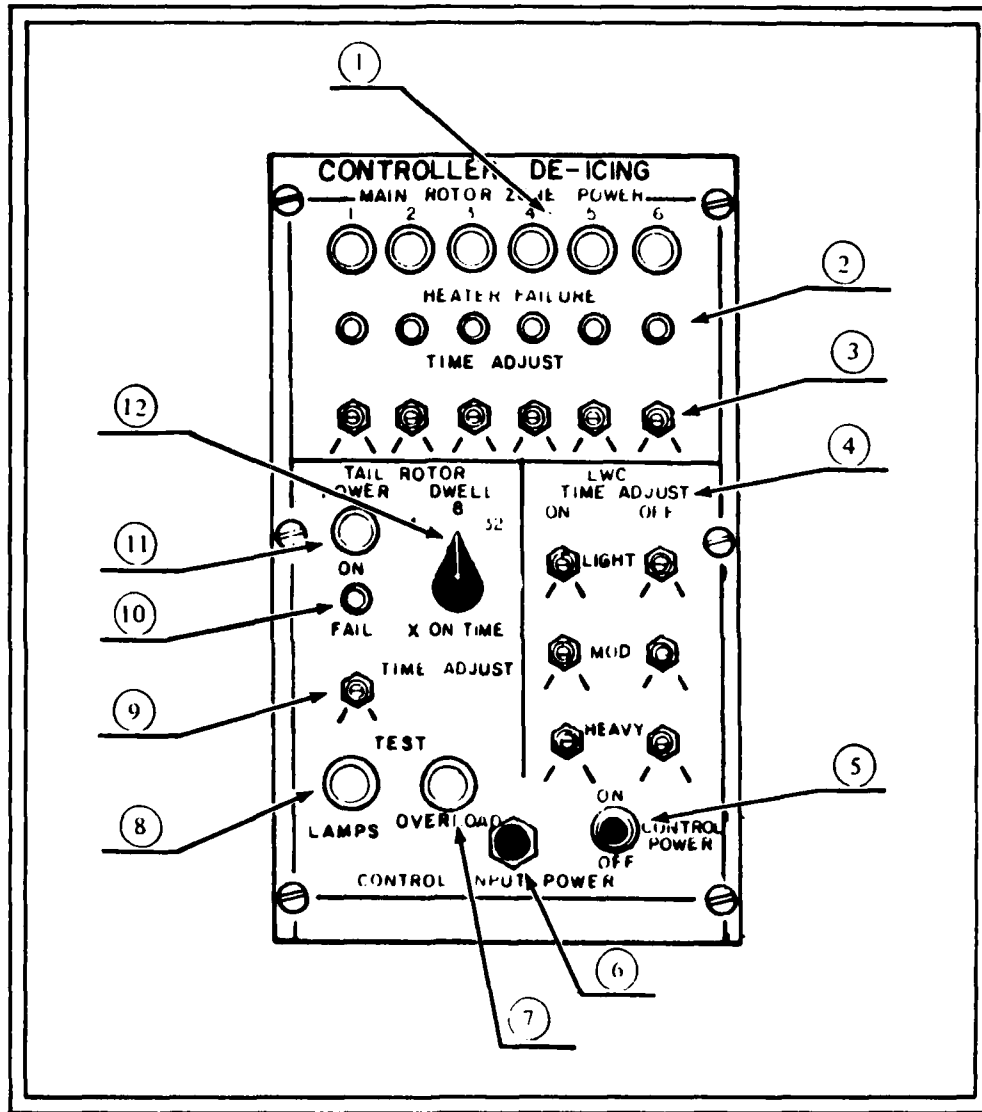 1
CONTROLLER DE-ICING
MAIN ROTOR ZONE POWER
1 2 3 4 5 6
HEATER FAILURE
2
TIME ADJUST
3
12
4
TAIL ROTOR
POWER DWELL
8
32
LWC
TIME ADJUST
ON OFF
11
ON
LIGHT
10
FAIL
X ON TIME
MOD
TIME ADJUST
9
HEAVY
TEST
5
ON
CONTROL
POWER
OFF
8
LAMPS
OVERLOAD
CONTROL INPUT POWER
6
7